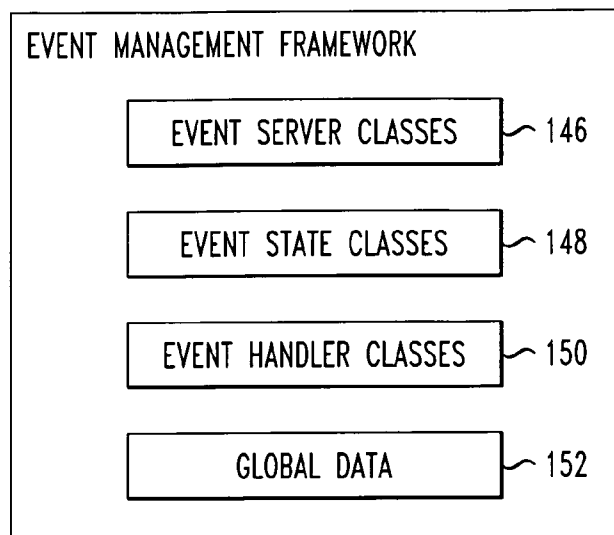 EVENT MANAGEMENT FRAMEWORK
EVENT SERVER CLASSES 146
EVENT STATE CLASSES 148
EVENT HANDLER CLASSES 150
GLOBAL DATA 152